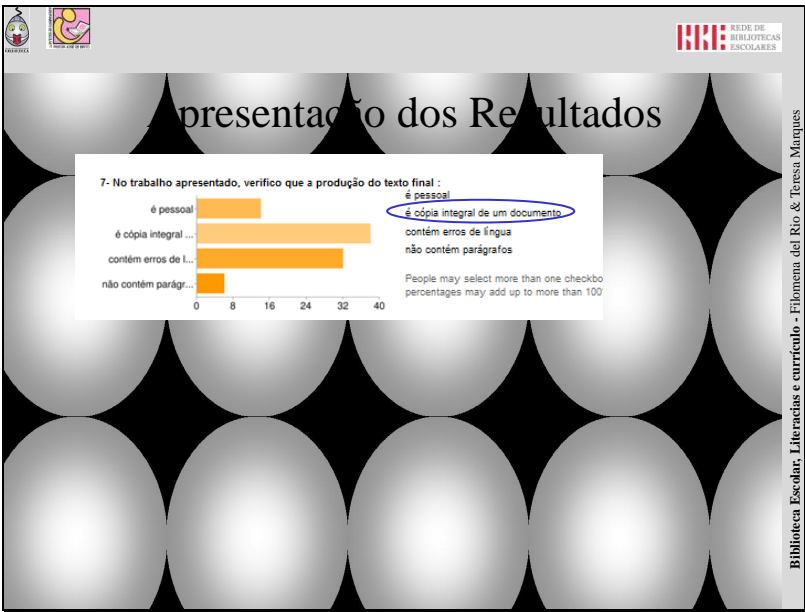 REDE DE
BIBLIOTECAS
ESCOLARES
Apresentação dos Resultados
7- No trabalho apresentado, verifico que a produção do texto final :
é pessoal
é cópia integral ...
contém erros de l...
não contém parágr...
0 8 16 24 32 40
é pessoal
é cópia integral de um documento
contém erros de língua
não contém parágrafos
People may select more than one checkbo
percentages may add up to more than 100
Biblioteca Escolar, Literacias e currículo - Filomena del Rio & Teresa Marques